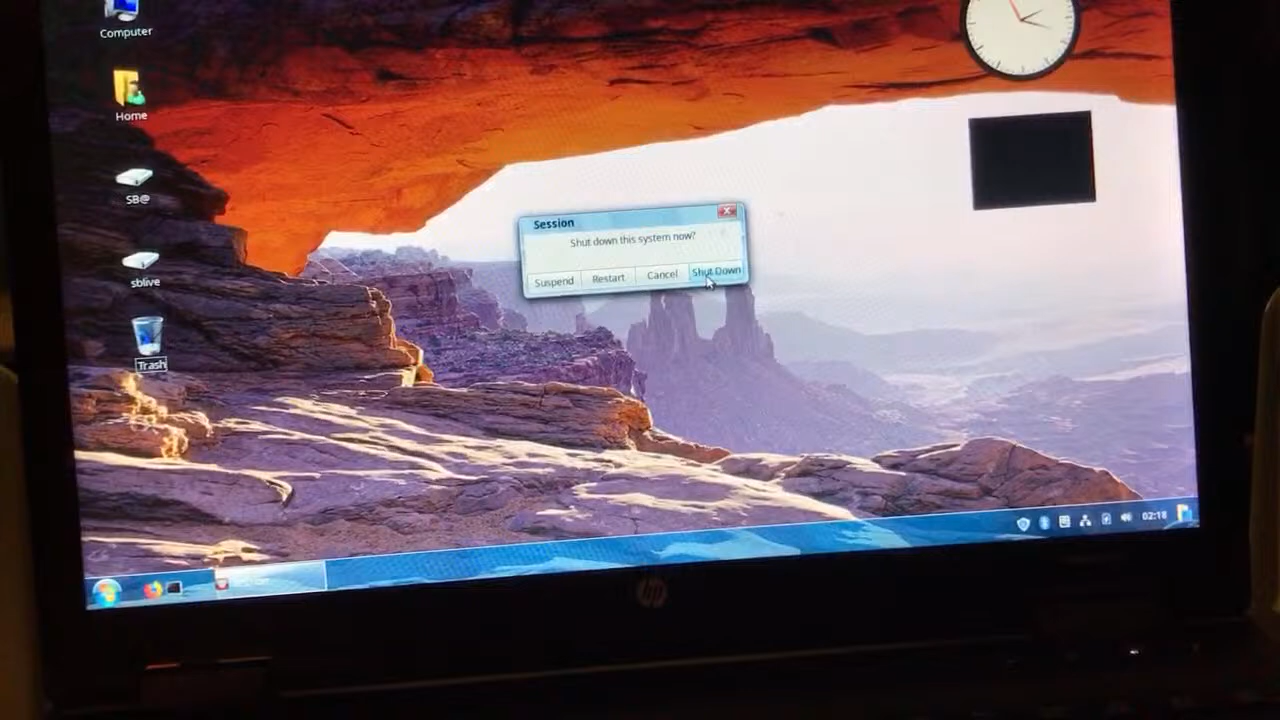 Computer
Home
SB@
sblive
Trash
Session
Shut down this system now?
Suspend
Restart
Cancel
Shut Down
02:18
hp